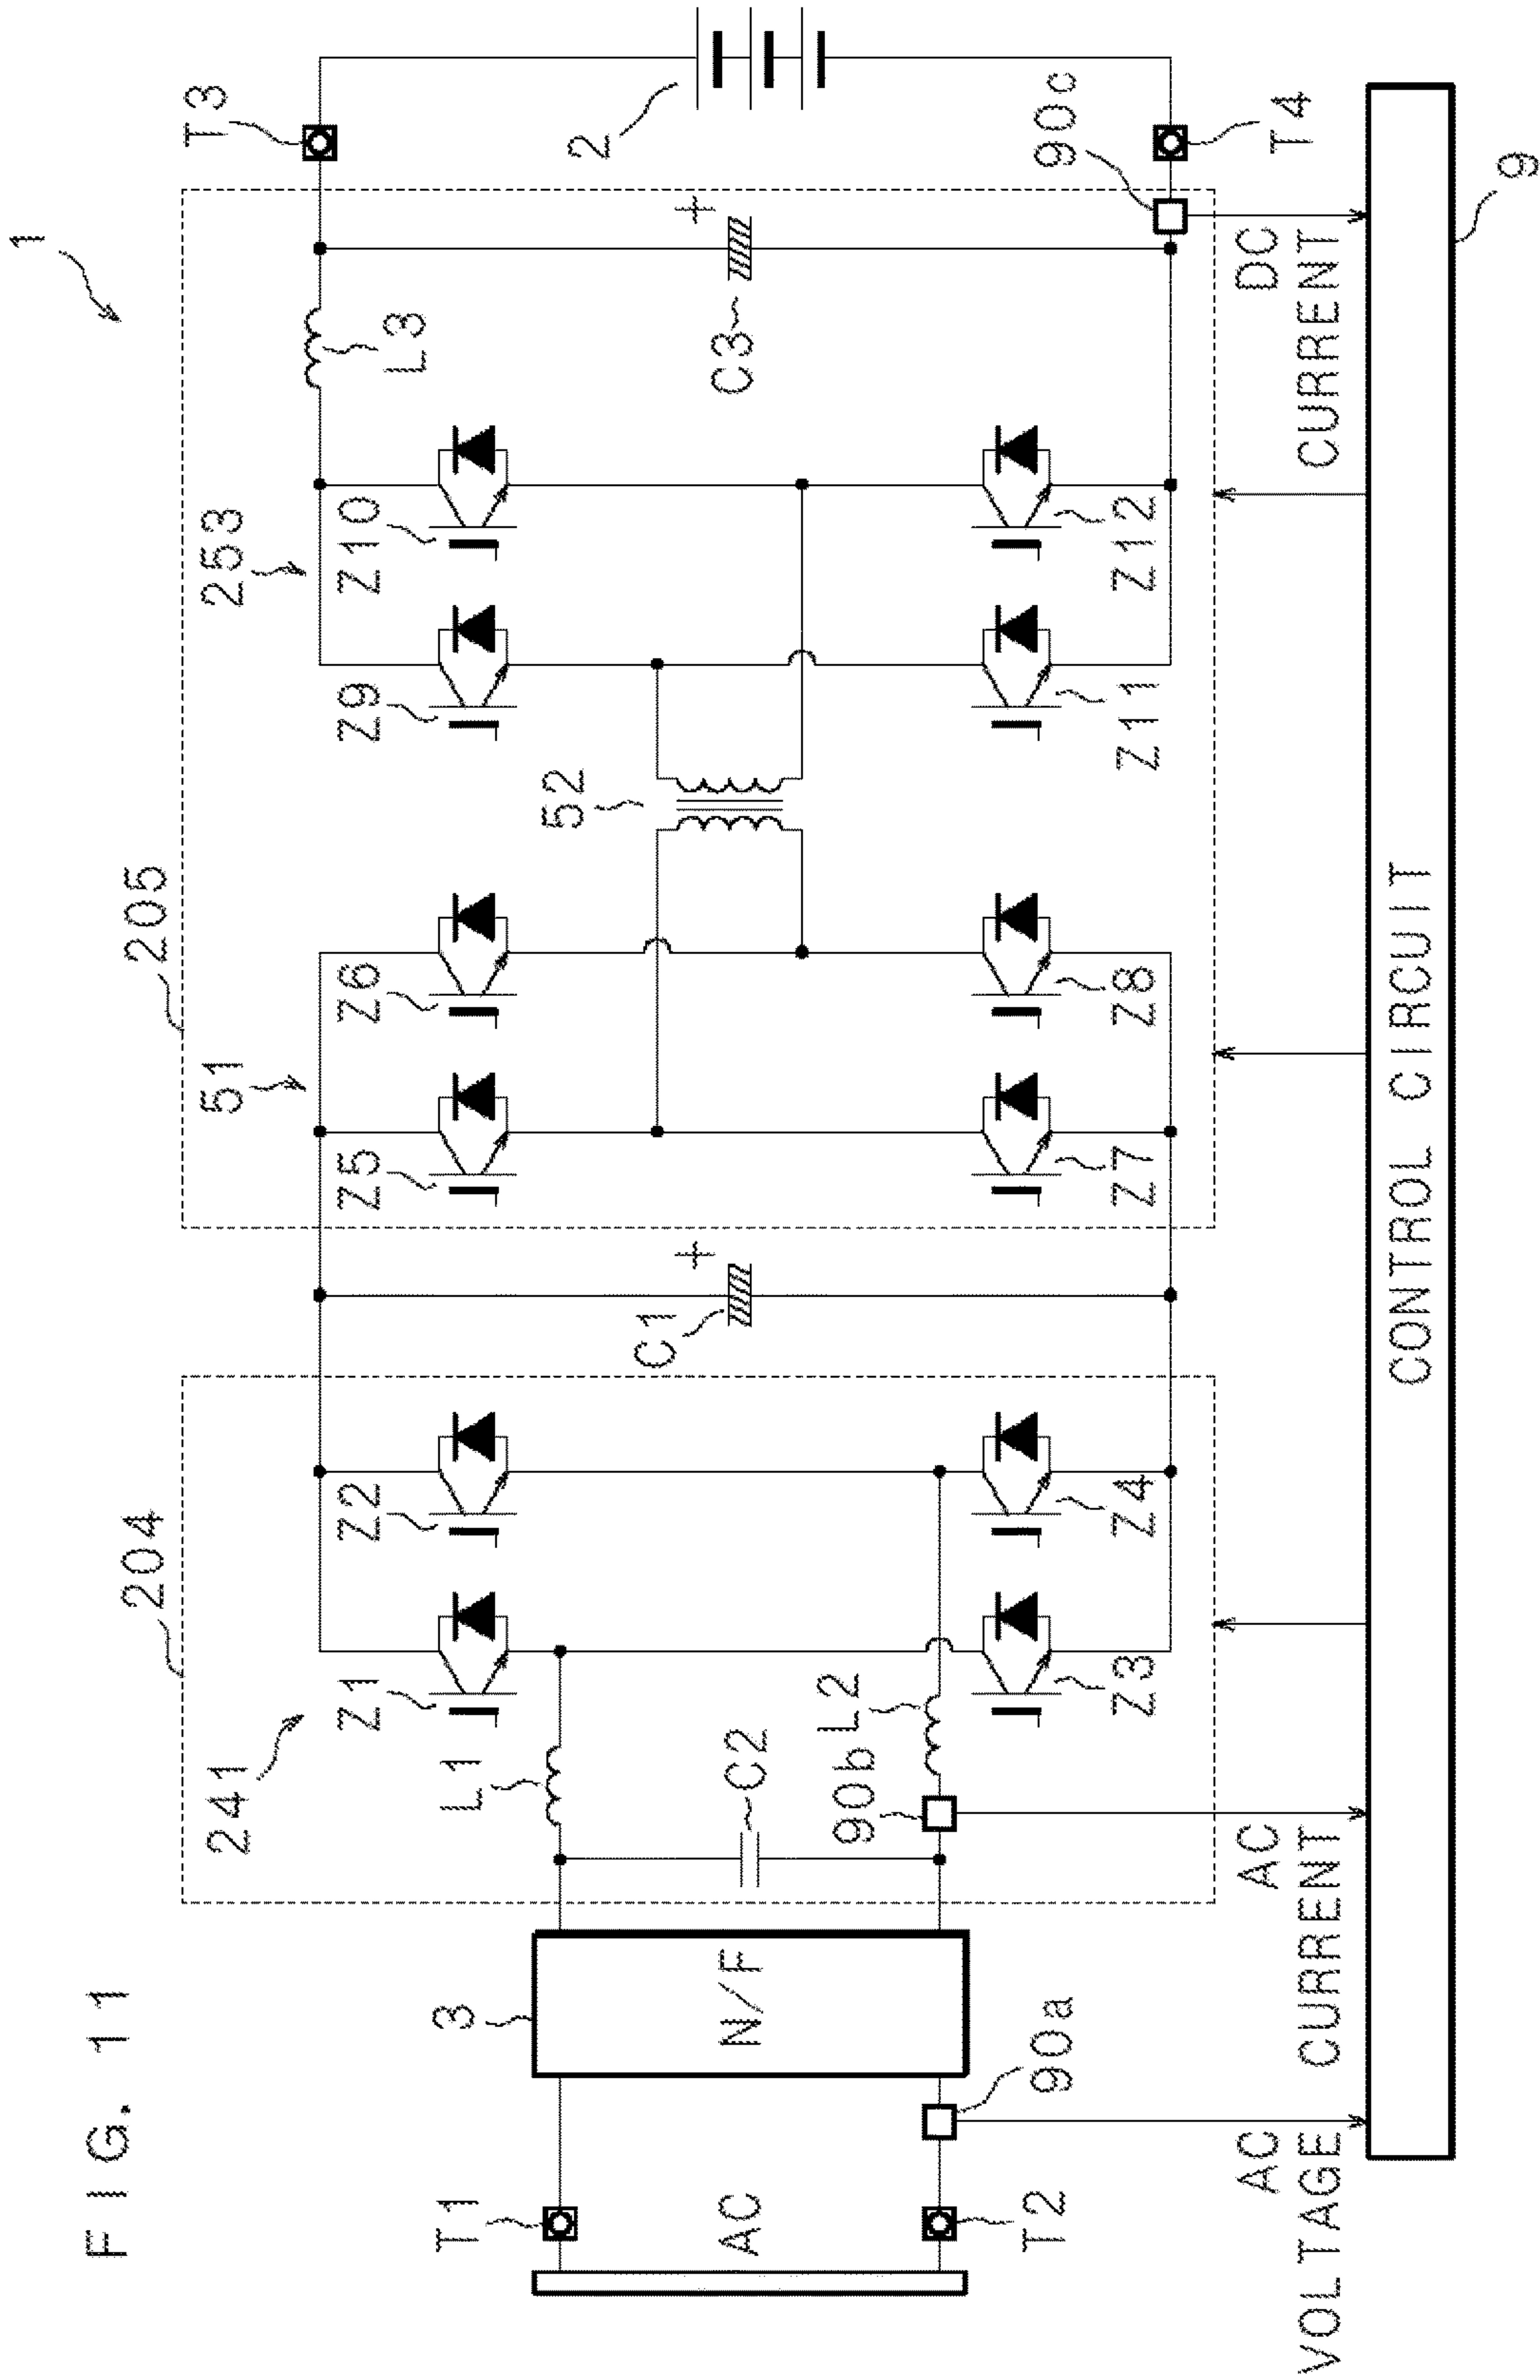 FIG. 11
1
204
205
241
51
253
T3
Z1
Z2
Z5
Z6
Z9
Z10
L3
T1
3
L1
C1
52
2
AC
N/F
C2
C3
+
+
L2
90b
T2
90a
Z3
Z4
Z7
Z8
Z11
Z12
90c
T4
AC
VOLTAGE
AC
CURRENT
DC
CURRENT
CONTROL CIRCUIT
9